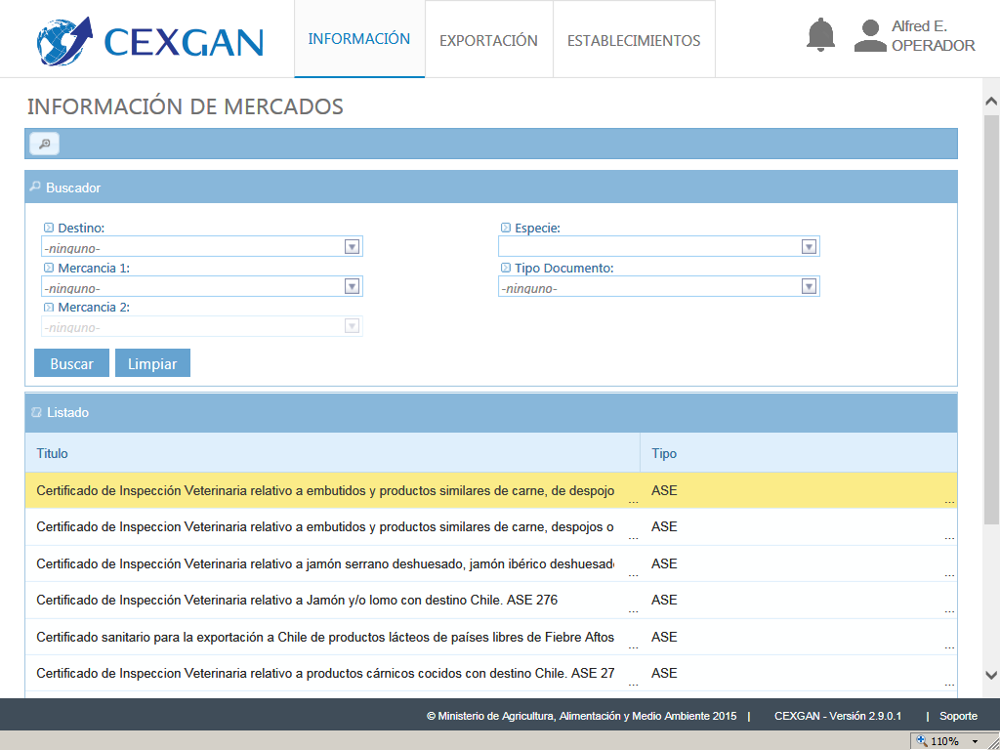 CEXGAN
INFORMACIÓN
EXPORTACIÓN
ESTABLECIMIENTOS
Alfred E.
OPERADOR
INFORMACIÓN DE MERCADOS
Buscador
Destino:
-ninguno-
Especie:
Mercancia 1:
-ninguno-
Tipo Documento:
-ninguno-
Mercancia 2:
-ninguno-
Buscar
Limpiar
Listado
Titulo
Tipo
Certificado de Inspección Veterinaria relativo a embutidos y productos similares de carne, de despojo ... ASE ...
Certificado de Inspeccion Veterinaria relativo a embutidos y productos similares de carne, despojos o ... ASE ...
Certificado de Inspección Veterinaria relativo a jamón serrano deshuesado, jamón ibérico deshuesado ... ASE ...
Certificado de Inspección Veterinaria relativo a Jamón y/o lomo con destino Chile. ASE 276 ... ASE ...
Certificado sanitario para la exportación a Chile de productos lácteos de países libres de Fiebre Aftos ... ASE ...
Certificado de Inspeccion Veterinaria relativo a productos cárnicos cocidos con destino Chile. ASE 27 ... ASE ...
© Ministerio de Agricultura, Alimentación y Medio Ambiente 2015 | CEXGAN - Versión 2.9.0.1 | Soporte
110%